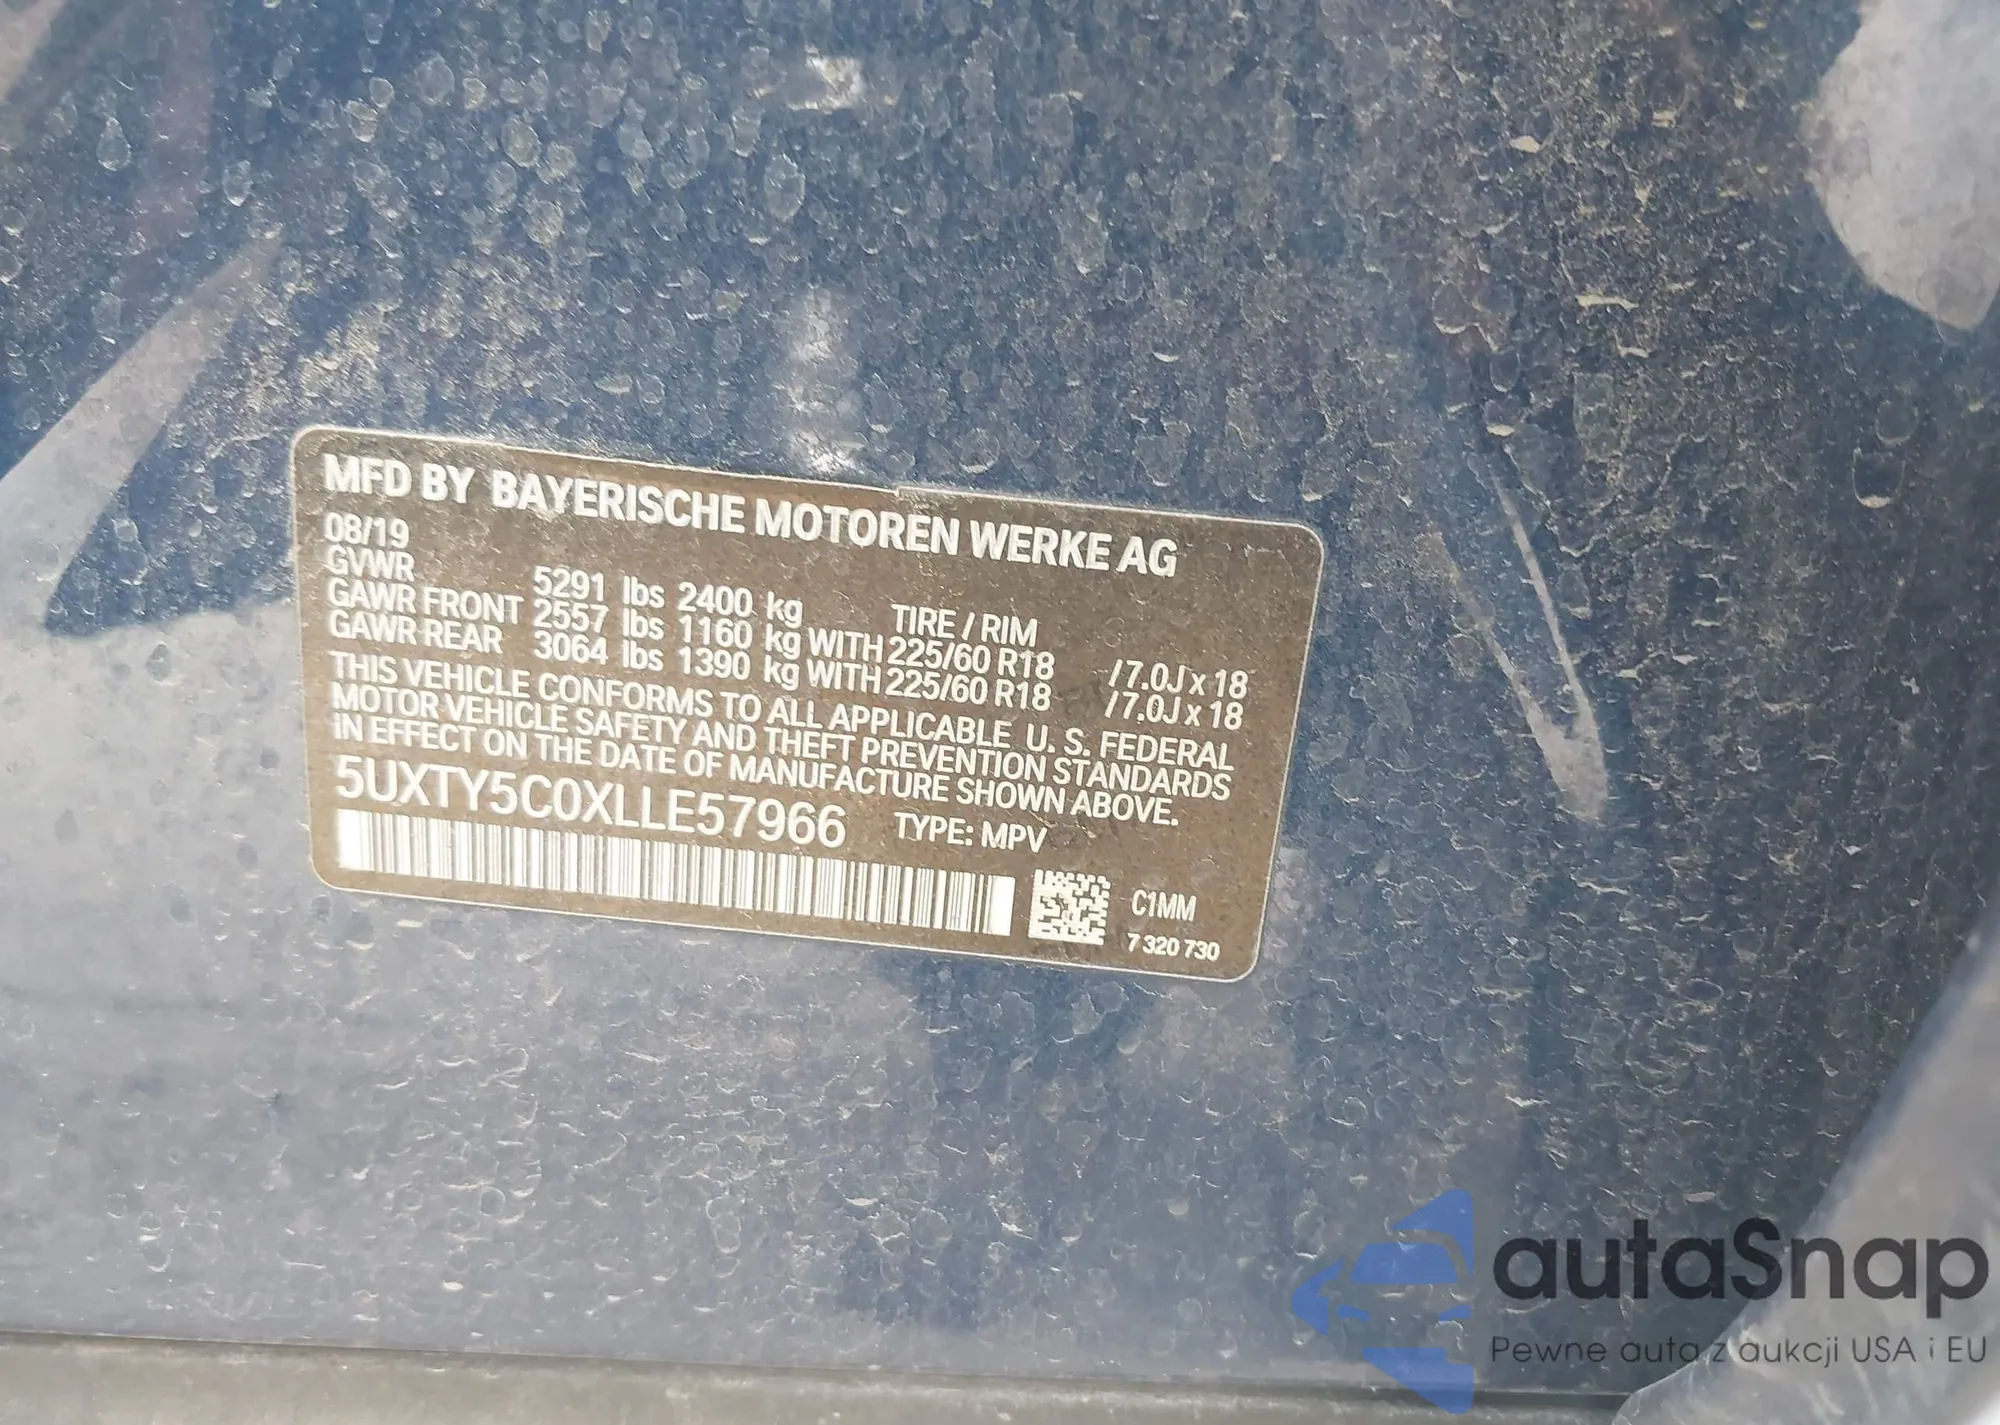 MFD BY BAYERISCHE MOTOREN WERKE AG
08/19
GVWR 5291 lbs 2400 kg TIRE / RIM
GAWR FRONT 2557 lbs 1160 kg WITH 225/60 R18 / 7.0J x 18
GAWR REAR 3064 lbs 1390 kg WITH 225/60 R18 / 7.0J x 18
THIS VEHICLE CONFORMS TO ALL APPLICABLE U. S. FEDERAL
MOTOR VEHICLE SAFETY AND THEFT PREVENTION STANDARDS
IN EFFECT ON THE DATE OF MANUFACTURE SHOWN ABOVE.
5UXTY5C0XLLE57966 TYPE: MPV
C1MM
7 320 730
autaSnap
Pewne auta z aukcji USA i EU